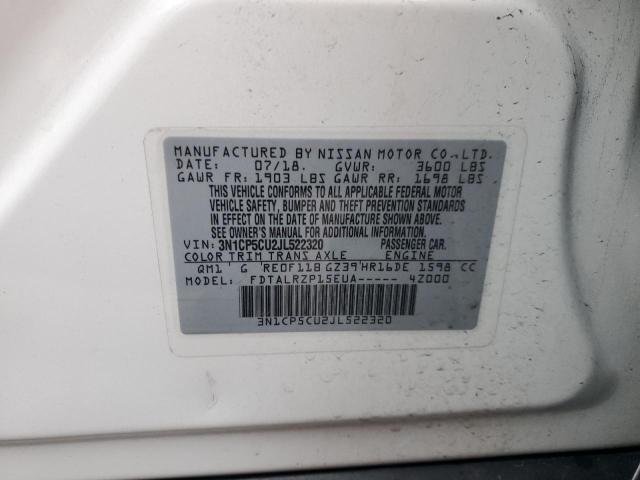 MANUFACTURED BY NISSAN MOTOR CO.,LTD.
DATE: 07/18. GVWR: 3600 LBS
GAWR FR: 1903 LBS GAWR RR: 1698 LBS
THIS VEHICLE CONFORMS TO ALL APPLICABLE FEDERAL MOTOR
VEHICLE SAFETY, BUMPER AND THEFT PREVENTION STANDARDS
IN EFFECT ON THE DATE OF MANUFACTURE SHOWN ABOVE.
SEE OWNER'S MANUAL FOR ADDITIONAL INFORMATION.
VIN: 3N1CP5CU2JL522320 PASSENGER CAR.
COLOR TRIM TRANS AXLE ENGINE
QM1' G 'RE0F11B GZ39'HR16DE 1598 CC
MODEL: FDTALRZP15EUA----- 4Z000
3N1CP5CU2JL522320